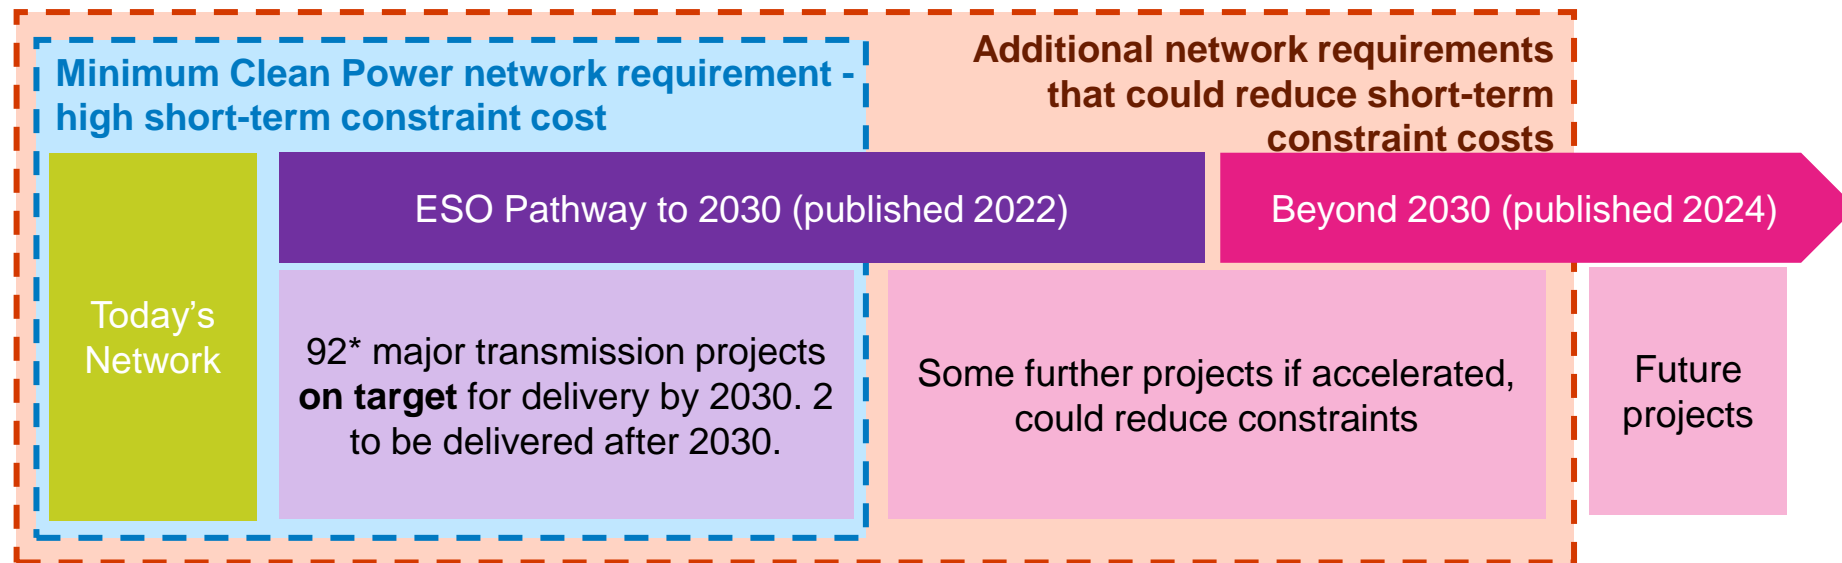 Minimum Clean Power network requirement -
high short-term constraint cost
Additional network requirements
that could reduce short-term
constraint costs
Today’s
Network
ESO Pathway to 2030 (published 2022)
Beyond 2030 (published 2024)
92* major transmission projects
on target for delivery by 2030. 2
to be delivered after 2030.
Some further projects if accelerated,
could reduce constraints
Future
projects